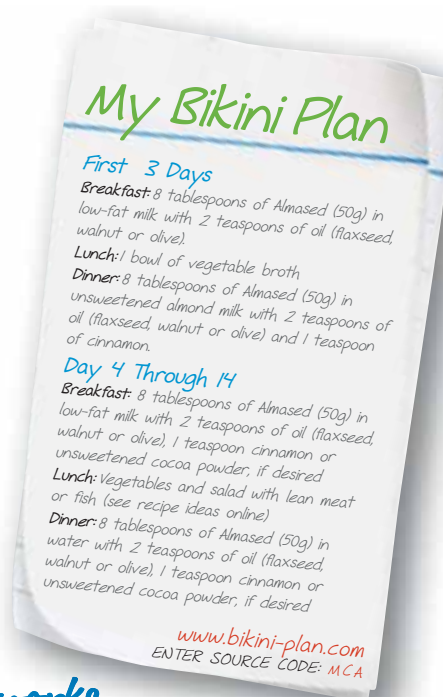 My Bikini Plan
First 3 Days
Breakfast: 8 tablespoons of Almased (50g) in
low-fat milk with 2 teaspoons of oil (flaxseed,
walnut or olive).
Lunch: 1 bowl of vegetable broth
Dinner: 8 tablespoons of Almased (50g) in
unsweetened almond milk with 2 teaspoons of
oil (flaxseed, walnut or olive) and 1 teaspoon
of cinnamon.
Day 4 Through 14
Breakfast: 8 tablespoons of Almased (50g) in
low-fat milk with 2 teaspoons of oil (flaxseed,
walnut or olive), 1 teaspoon cinnamon or
unsweetened cocoa powder, if desired
Lunch: Vegetables and salad with lean meat
or fish (see recipe ideas online)
Dinner: 8 tablespoons of Almased (50g) in
water with 2 teaspoons of oil (flaxseed,
walnut or olive), 1 teaspoon cinnamon or
unsweetened cocoa powder, if desired
www.bikini-plan.com
ENTER SOURCE CODE: MCA